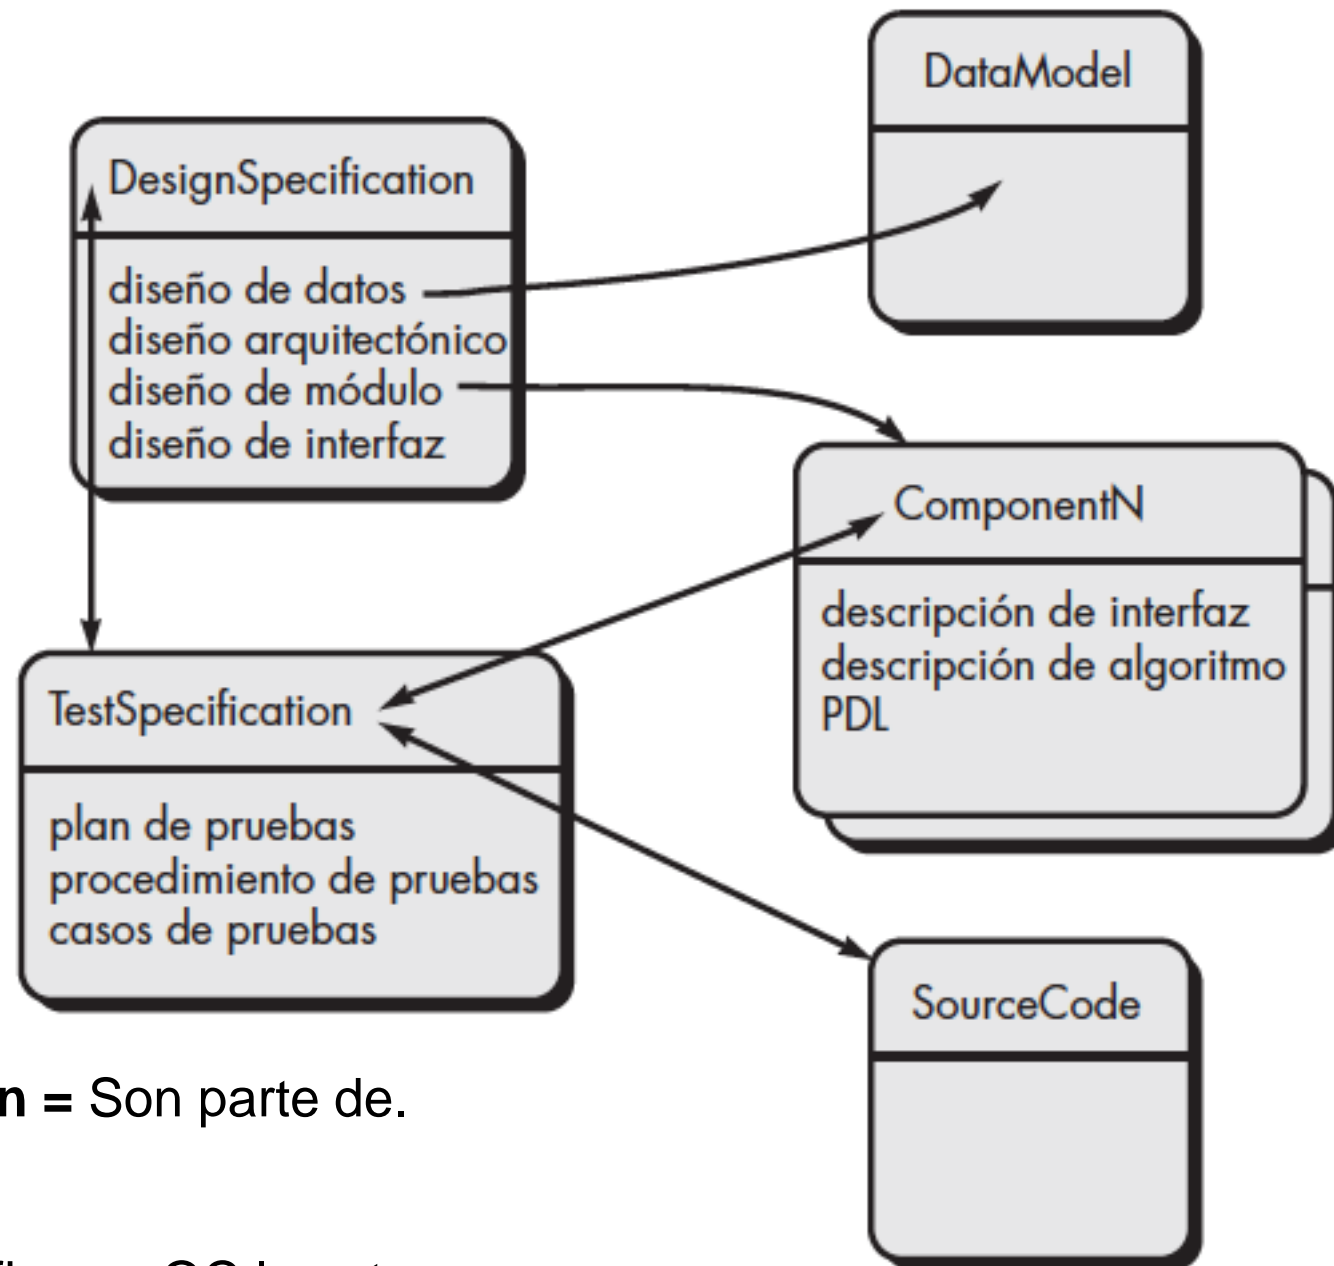 DataModel
DesignSpecification
diseño de datos
diseño arquitectónico
diseño de módulo
diseño de interfaz
ComponentN
descripción de interfaz
descripción de algoritmo
PDL
TestSpecification
plan de pruebas
procedimiento de pruebas
casos de pruebas
SourceCode
n = Son parte de.